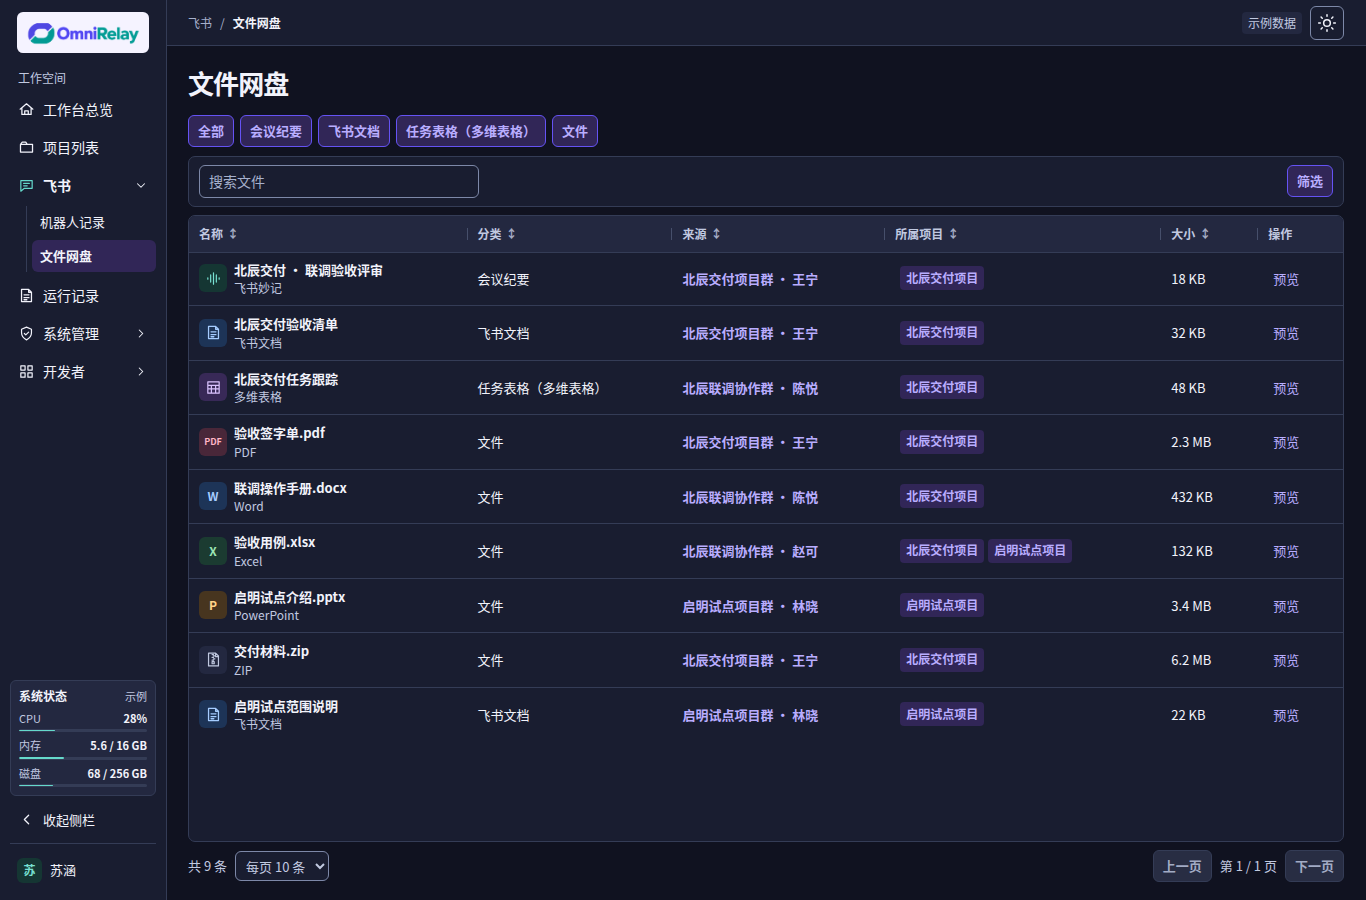 OmniRelay
工作空间
工作台总览
项目列表
飞书
机器人记录
文件网盘
运行记录
系统管理
开发者
系统状态 示例
CPU 28%
内存 5.6 / 16 GB
磁盘 68 / 256 GB
收起侧栏
苏 苏涵
飞书 / 文件网盘
示例数据
文件网盘
全部 会议纪要 飞书文档 任务表格（多维表格） 文件
搜索文件
筛选
名称 ↕ 分类 ↕ 来源 ↕ 所属项目 ↕ 大小 ↕ 操作
北辰交付 · 联调验收评审
飞书妙记
会议纪要 北辰交付项目群 · 王宁 北辰交付项目 18 KB 预览
北辰交付验收清单
飞书文档
飞书文档 北辰交付项目群 · 王宁 北辰交付项目 32 KB 预览
北辰交付任务跟踪
多维表格
任务表格（多维表格） 北辰联调协作群 · 陈悦 北辰交付项目 48 KB 预览
PDF
验收签字单.pdf
PDF
文件 北辰交付项目群 · 王宁 北辰交付项目 2.3 MB 预览
W
联调操作手册.docx
Word
文件 北辰联调协作群 · 陈悦 北辰交付项目 432 KB 预览
X
验收用例.xlsx
Excel
文件 北辰联调协作群 · 赵可 北辰交付项目 启明试点项目 132 KB 预览
P
启明试点介绍.pptx
PowerPoint
文件 启明试点项目群 · 林晓 启明试点项目 3.4 MB 预览
交付材料.zip
ZIP
文件 北辰交付项目群 · 王宁 北辰交付项目 6.2 MB 预览
启明试点范围说明
飞书文档
飞书文档 启明试点项目群 · 林晓 启明试点项目 22 KB 预览
共 9 条 每页 10 条
上一页 第 1 / 1 页 下一页